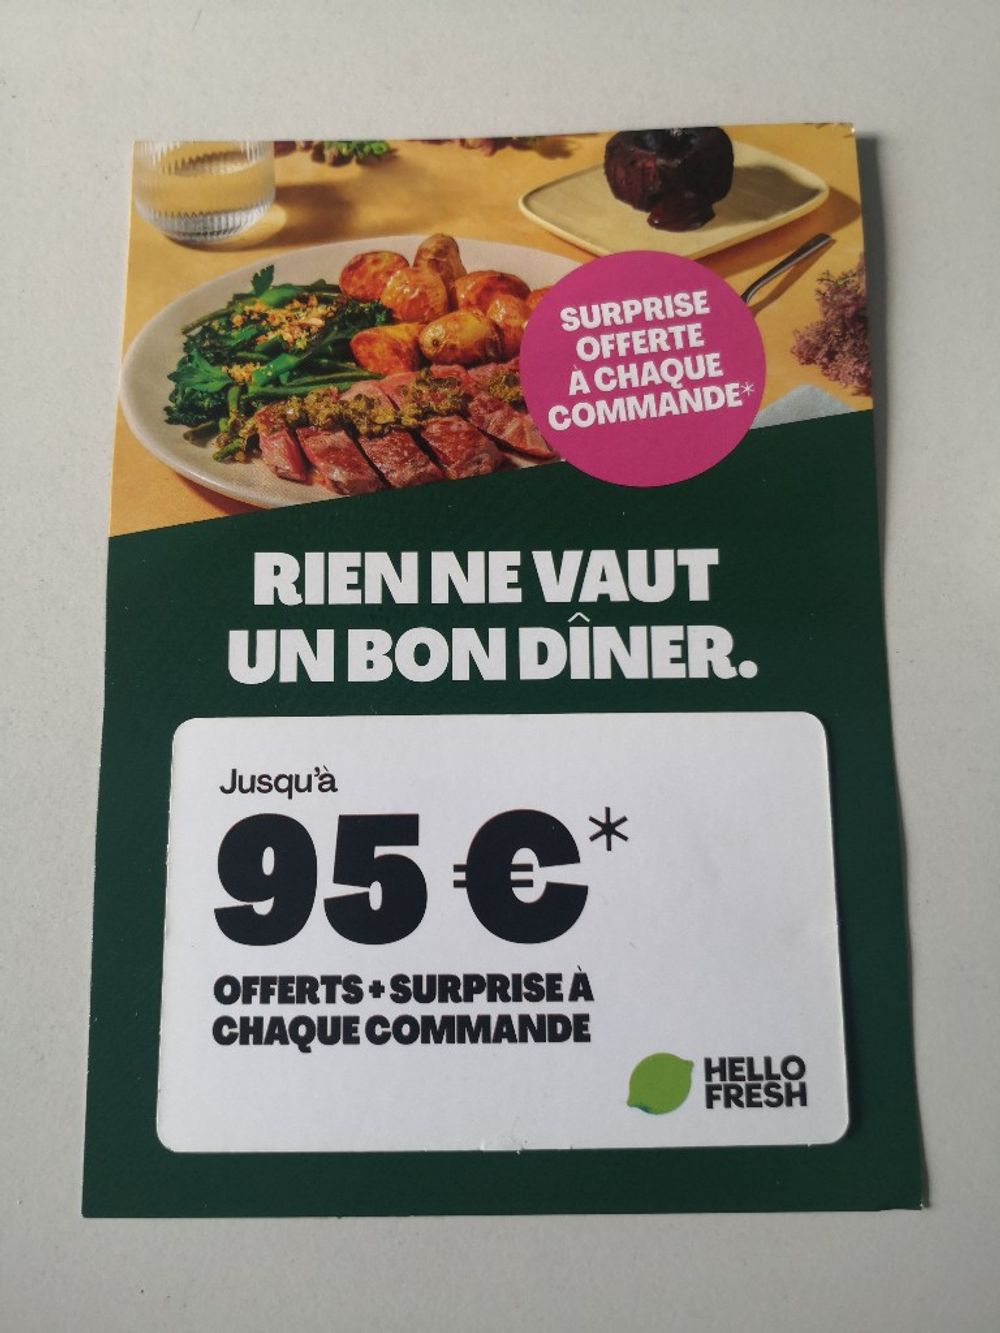 SURPRISE
OFFERTE
À CHAQUE
COMMANDE*
RIEN NE VAUT
UN BON DÎNER.
Jusqu'à
95 €*
OFFERTS + SURPRISE À
CHAQUE COMMANDE
HELLO
FRESH